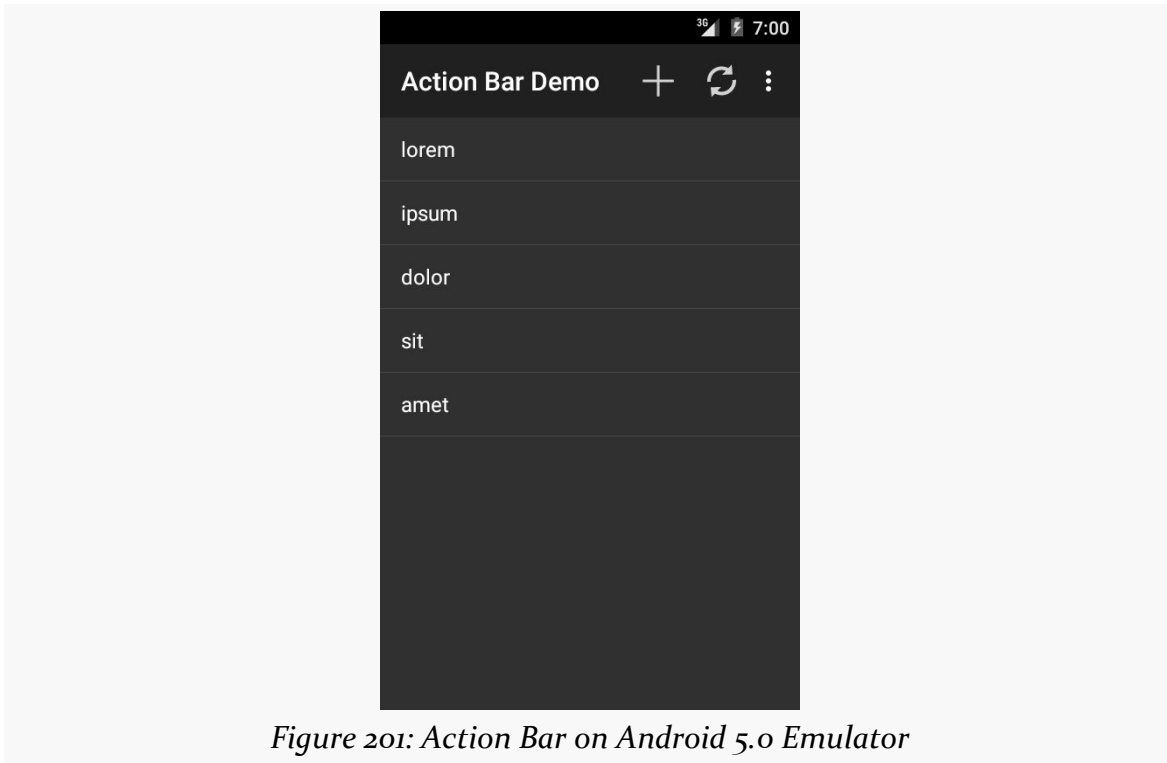 3G 7:00
Action Bar Demo
lorem
ipsum
dolor
sit
amet
Figure 201: Action Bar on Android 5.0 Emulator